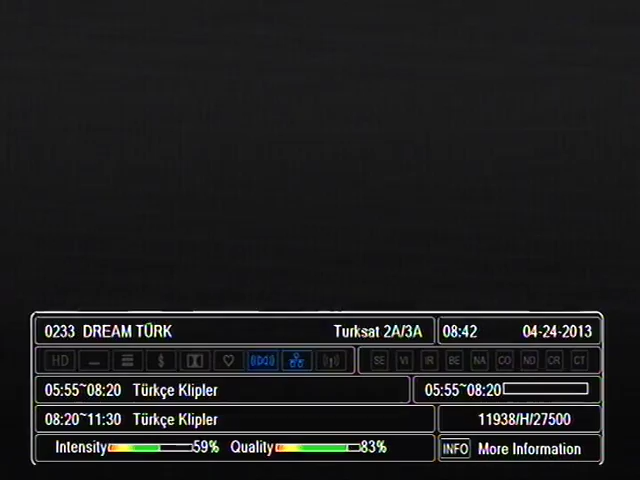 0233 DREAM TÜRK Turksat 2A/3A 08:42 04-24-2013
HD $ SE VI IR BE NA CO ND CR CT
05:55~08:20 Türkçe Klipler 05:55~08:20
08:20~11:30 Türkçe Klipler 11938/H/27500
Intensity 59% Quality 83% INFO More Information